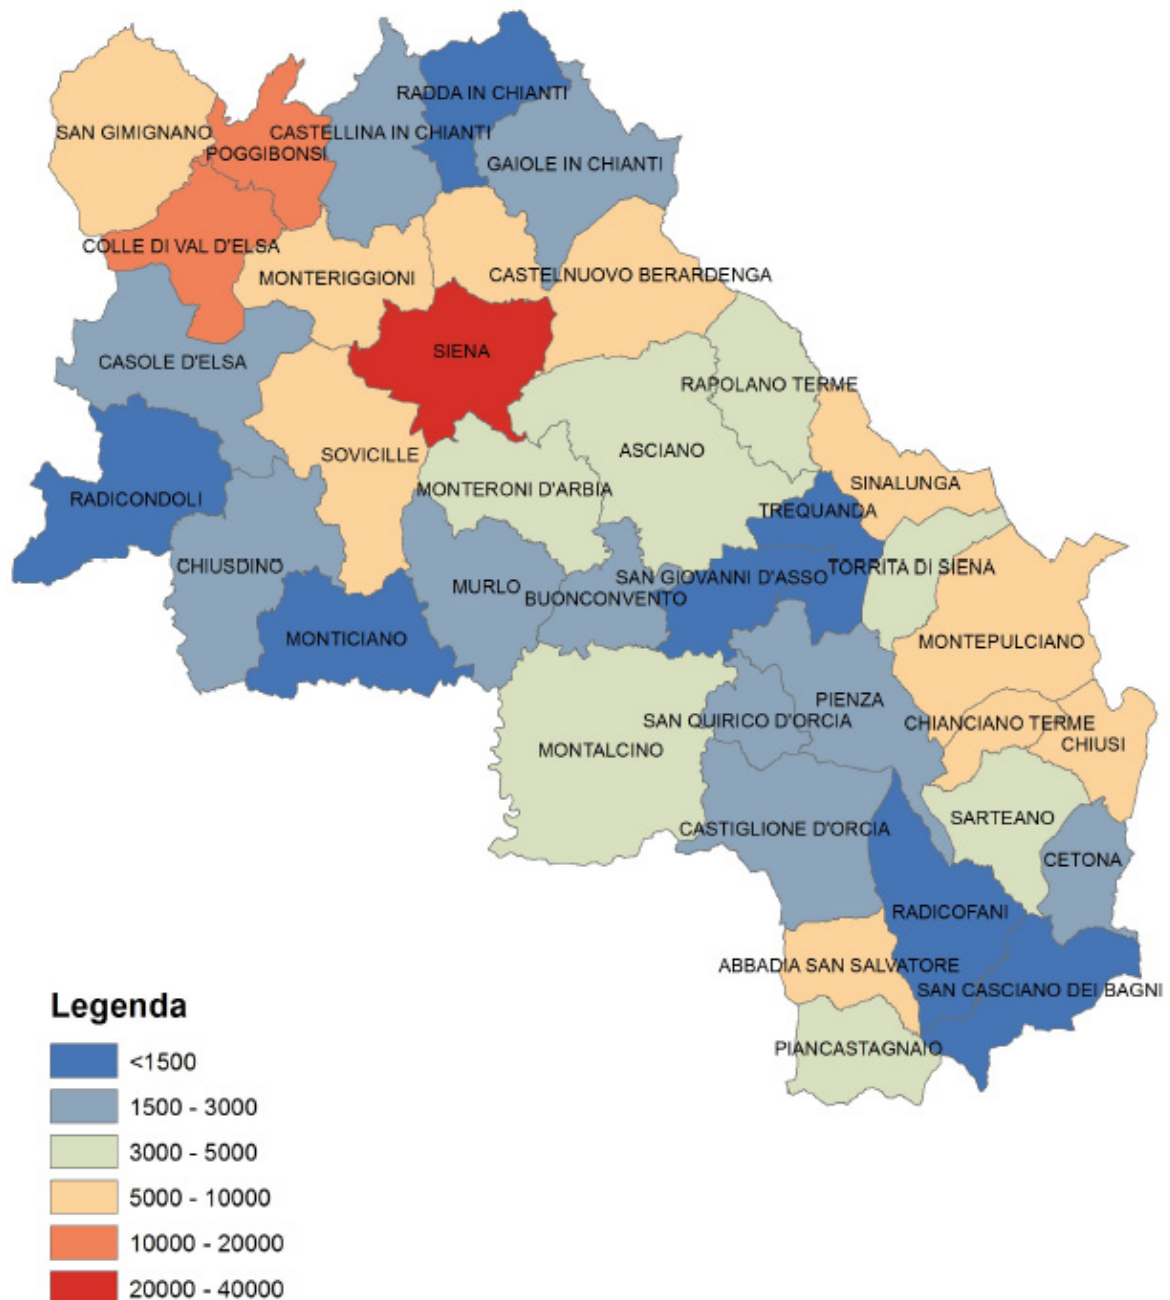 RADDA IN CHIANTI
SAN GIMIGNANO
CASTELLINA IN CHIANTI
POGGIBONSI
GAIOLE IN CHIANTI
COLLE DI VAL D'ELSA
MONTERIGGIONI
CASTELNUOVO BERARDENGA
SIENA
CASOLE D'ELSA
RAPOLANO TERME
ASCIANO
SOVICILLE
SINALUNGA
MONTERONI D'ARBIA
RADICONDOLI
TREQUANDA
CHIUSDINO
TORRITA DI SIENA
SAN GIOVANNI D'ASSO
MURLO
BUONCONVENTO
MONTICIANO
MONTEPULCIANO
PIENZA
SAN QUIRICO D'ORCIA
CHIANCIANO TERME
CHIUSI
MONTALCINO
SARTEANO
CASTIGLIONE D'ORCIA
CETONA
RADICOFANI
ABBADIA SAN SALVATORE
SAN CASCIANO DEI BAGNI
PIANCASTAGNAIO
Legenda
<1500
1500 - 3000
3000 - 5000
5000 - 10000
10000 - 20000
20000 - 40000